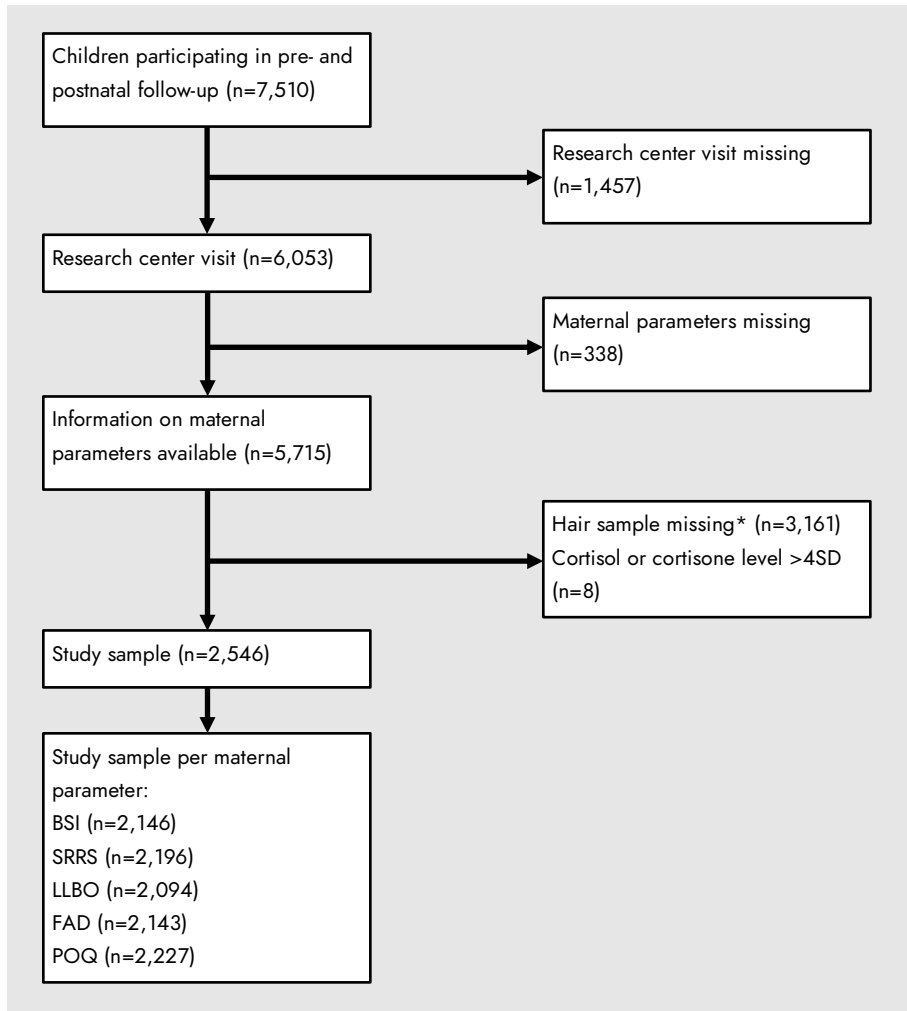 Children participating in pre- and
postnatal follow-up (n=7,510)
Research center visit missing
(n=1,457)
Research center visit (n=6,053)
Maternal parameters missing
(n=338)
Information on maternal
parameters available (n=5,715)
Hair sample missing* (n=3,161)
Cortisol or cortisone level >4SD
(n=8)
Study sample (n=2,546)
Study sample per maternal
parameter:
BSI (n=2,146)
SRRS (n=2,196)
LLBO (n=2,094)
FAD (n=2,143)
POQ (n=2,227)